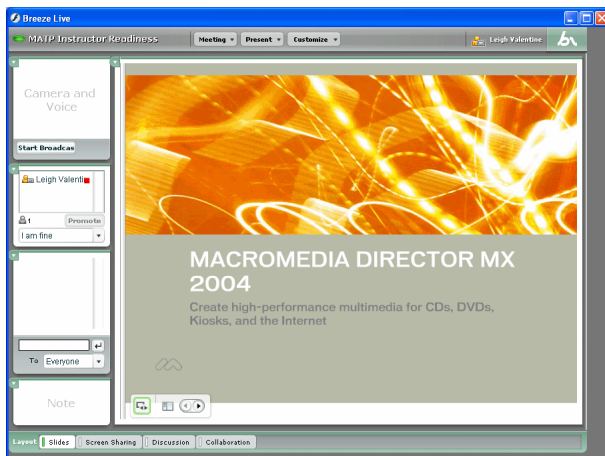 Breeze Live
MATP Instructor Readiness
Meeting
Present
Customize
Leigh Valentine
Camera and
Voice
Start Broadcas
Leigh Valenti
1
Promote
I am fine
To
Everyone
Note
MACROMEDIA DIRECTOR MX
2004
Create high-performance multimedia for CDs, DVDs,
Kiosks, and the Internet
Layout
Slides
Screen Sharing
Discussion
Collaboration